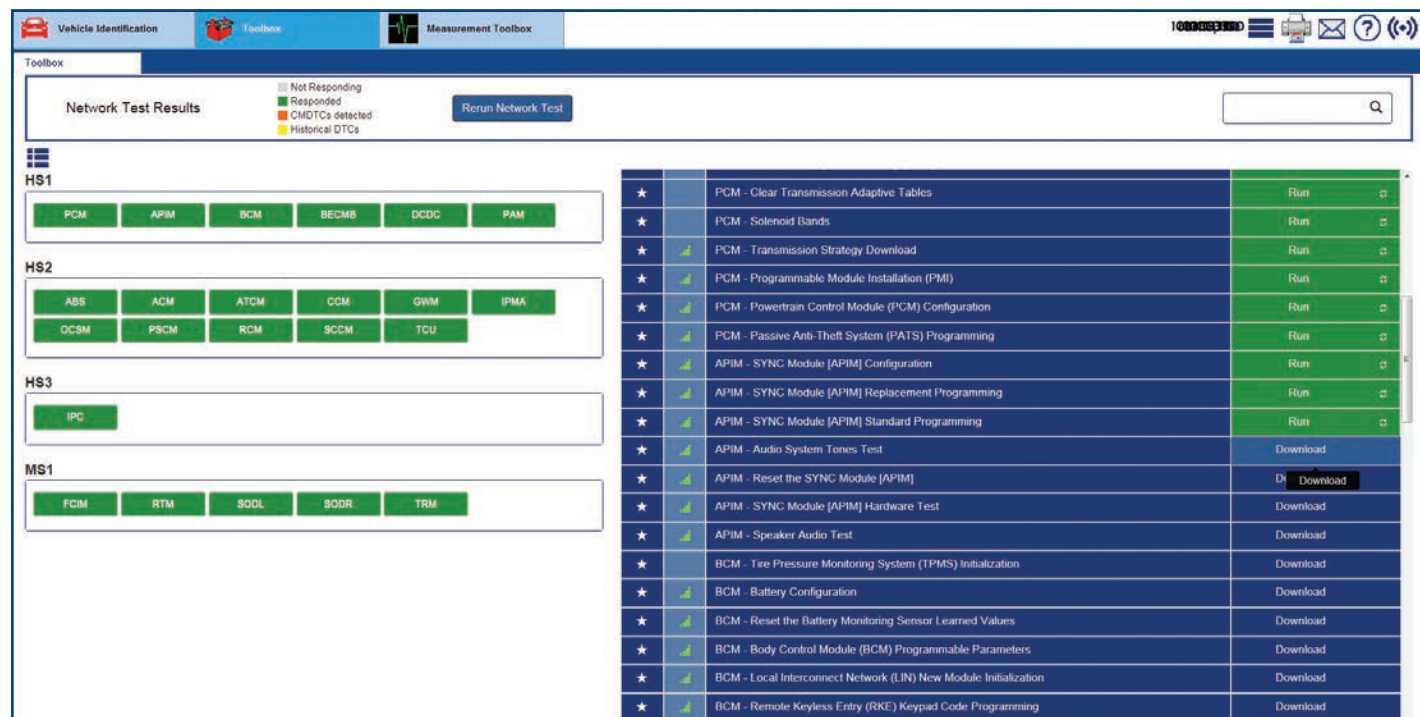 Vehicle Identification
Toolbox
Measurement Toolbox
Toolbox
Network Test Results
Not Responding
Responded
CMDTCs detected
Historical DTCs
Rerun Network Test
HS1
PCM APIM BCM BECMB DCDC PAM
HS2
ABS ACM ATCM CCM GWM IPMA
OCSM PSCM RCM SCCM TCU
HS3
IPC
MS1
FCIM RTM SODL SODR TRM
PCM - Clear Transmission Adaptive Tables Run
PCM - Solenoid Bands Run
PCM - Transmission Strategy Download Run
PCM - Programmable Module Installation (PMI) Run
PCM - Powertrain Control Module (PCM) Configuration Run
PCM - Passive Anti-Theft System (PATS) Programming Run
APIM - SYNC Module [APIM] Configuration Run
APIM - SYNC Module [APIM] Replacement Programming Run
APIM - SYNC Module [APIM] Standard Programming Run
APIM - Audio System Tones Test Download
APIM - Reset the SYNC Module [APIM] Download
APIM - SYNC Module [APIM] Hardware Test Download
APIM - Speaker Audio Test Download
BCM - Tire Pressure Monitoring System (TPMS) Initialization Download
BCM - Battery Configuration Download
BCM - Reset the Battery Monitoring Sensor Learned Values Download
BCM - Body Control Module (BCM) Programmable Parameters Download
BCM - Local Interconnect Network (LIN) New Module Initialization Download
BCM - Remote Keyless Entry (RKE) Keypad Code Programming Download